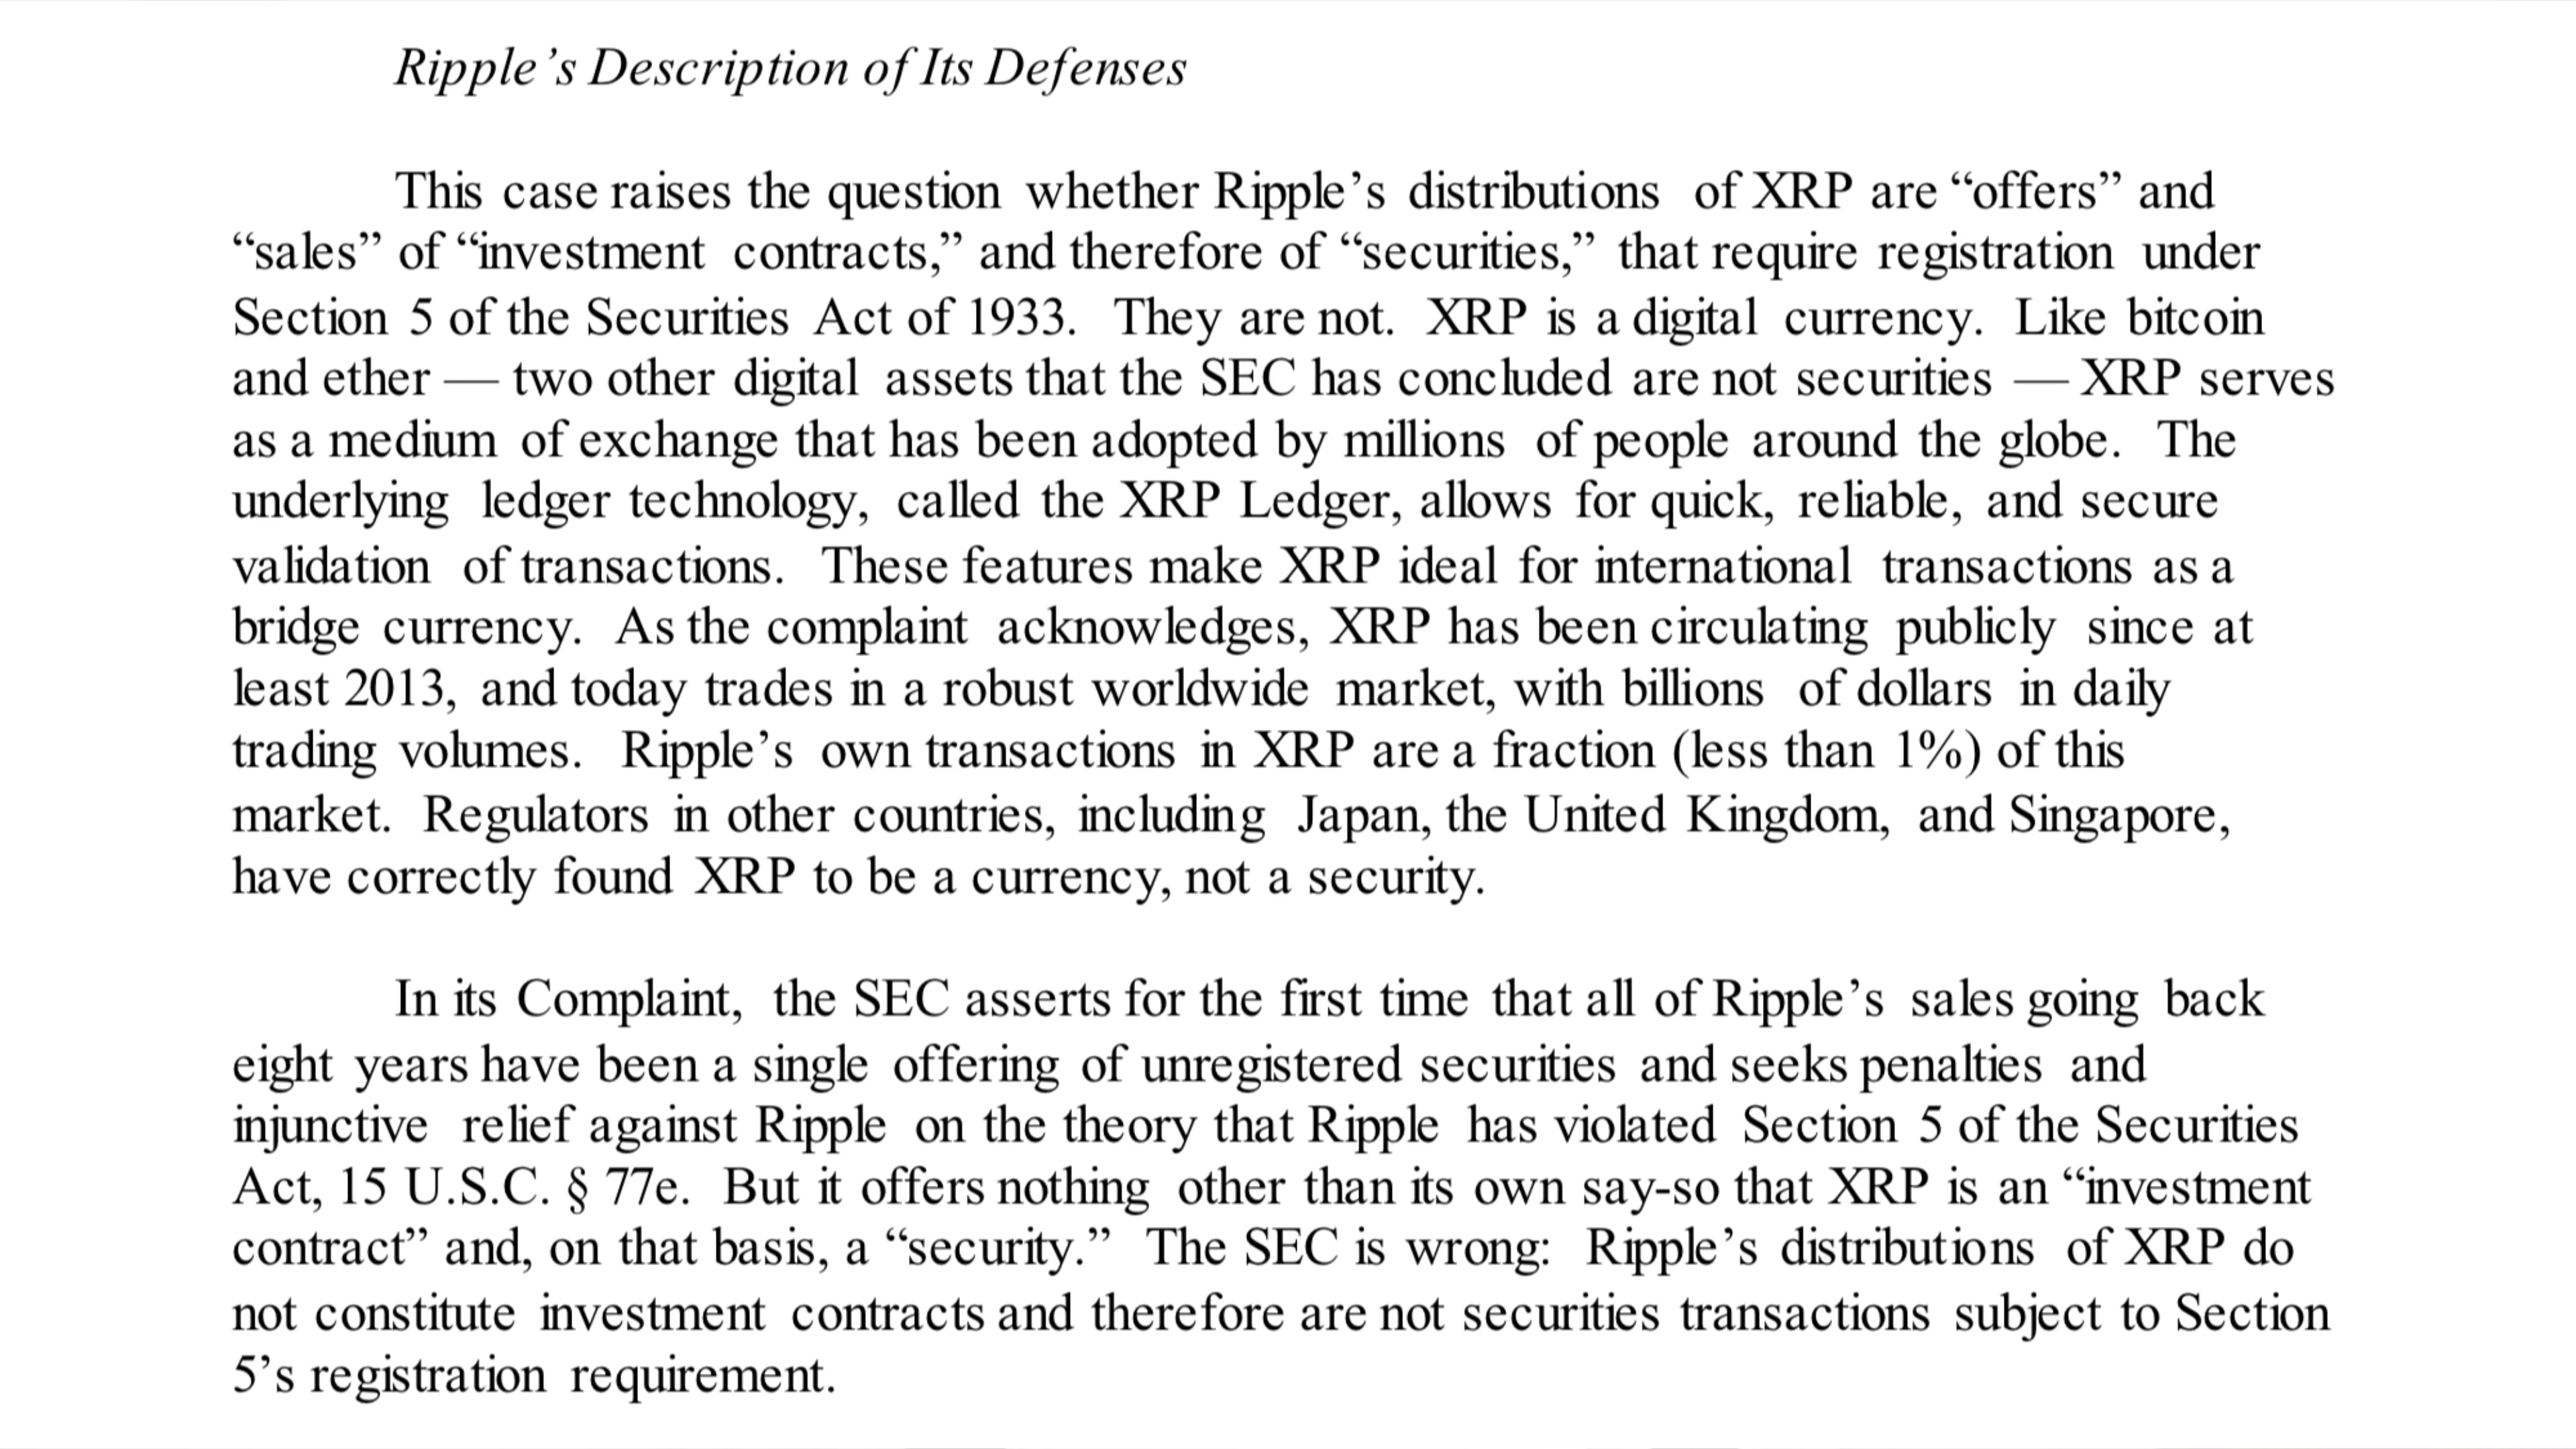 Ripple’s Description of Its Defenses
This case raises the question whether Ripple’s distributions of XRP are “offers” and
“sales” of “investment contracts,” and therefore of “securities,” that require registration under
Section 5 of the Securities Act of 1933. They are not. XRP is a digital currency. Like bitcoin
and ether — two other digital assets that the SEC has concluded are not securities — XRP serves
as a medium of exchange that has been adopted by millions of people around the globe. The
underlying ledger technology, called the XRP Ledger, allows for quick, reliable, and secure
validation of transactions. These features make XRP ideal for international transactions as a
bridge currency. As the complaint acknowledges, XRP has been circulating publicly since at
least 2013, and today trades in a robust worldwide market, with billions of dollars in daily
trading volumes. Ripple’s own transactions in XRP are a fraction (less than 1%) of this
market. Regulators in other countries, including Japan, the United Kingdom, and Singapore,
have correctly found XRP to be a currency, not a security.
In its Complaint, the SEC asserts for the first time that all of Ripple’s sales going back
eight years have been a single offering of unregistered securities and seeks penalties and
injunctive relief against Ripple on the theory that Ripple has violated Section 5 of the Securities
Act, 15 U.S.C. § 77e. But it offers nothing other than its own say-so that XRP is an “investment
contract” and, on that basis, a “security.” The SEC is wrong: Ripple’s distributions of XRP do
not constitute investment contracts and therefore are not securities transactions subject to Section
5’s registration requirement.